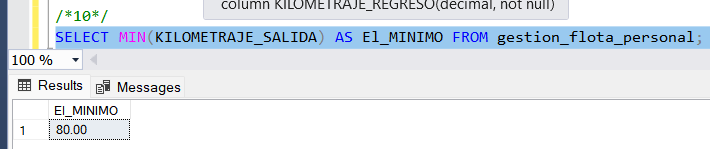 column KILOMETRAJE_REGRESO(decimal, not null)
/*10*/
SELECT MIN(KILOMETRAJE_SALIDA) AS El_MINIMO FROM gestion_flota_personal;
100 %
Results Messages
El_MINIMO
1 80.00